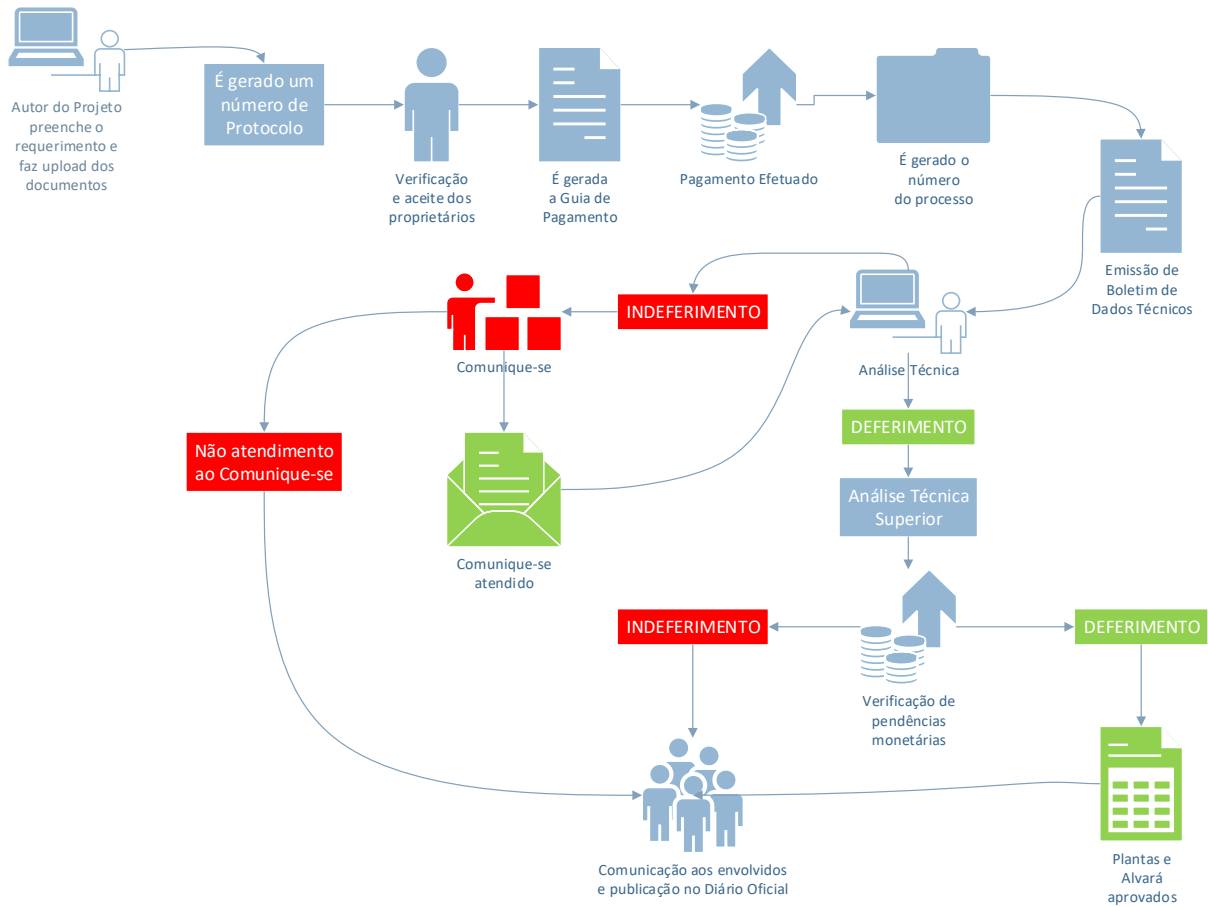 Autor do Projeto
preenche o
requerimento e
faz upload dos
documentos
É gerado um
número de
Protocolo
Verificação
e aceite dos
proprietários
É gerada
a Guia de
Pagamento
Pagamento Efetuado
É gerado o
número
do processo
Emissão de
Boletim de
Dados Técnicos
INDEFERIMENTO
Comunique-se
Análise Técnica
DEFERIMENTO
Não atendimento
ao Comunique-se
Análise Técnica
Superior
Comunique-se
atendido
INDEFERIMENTO
DEFERIMENTO
Verificação de
pendências
monetárias
Comunicação aos envolvidos
e publicação no Diário Oficial
Plantas e
Alvará
aprovados